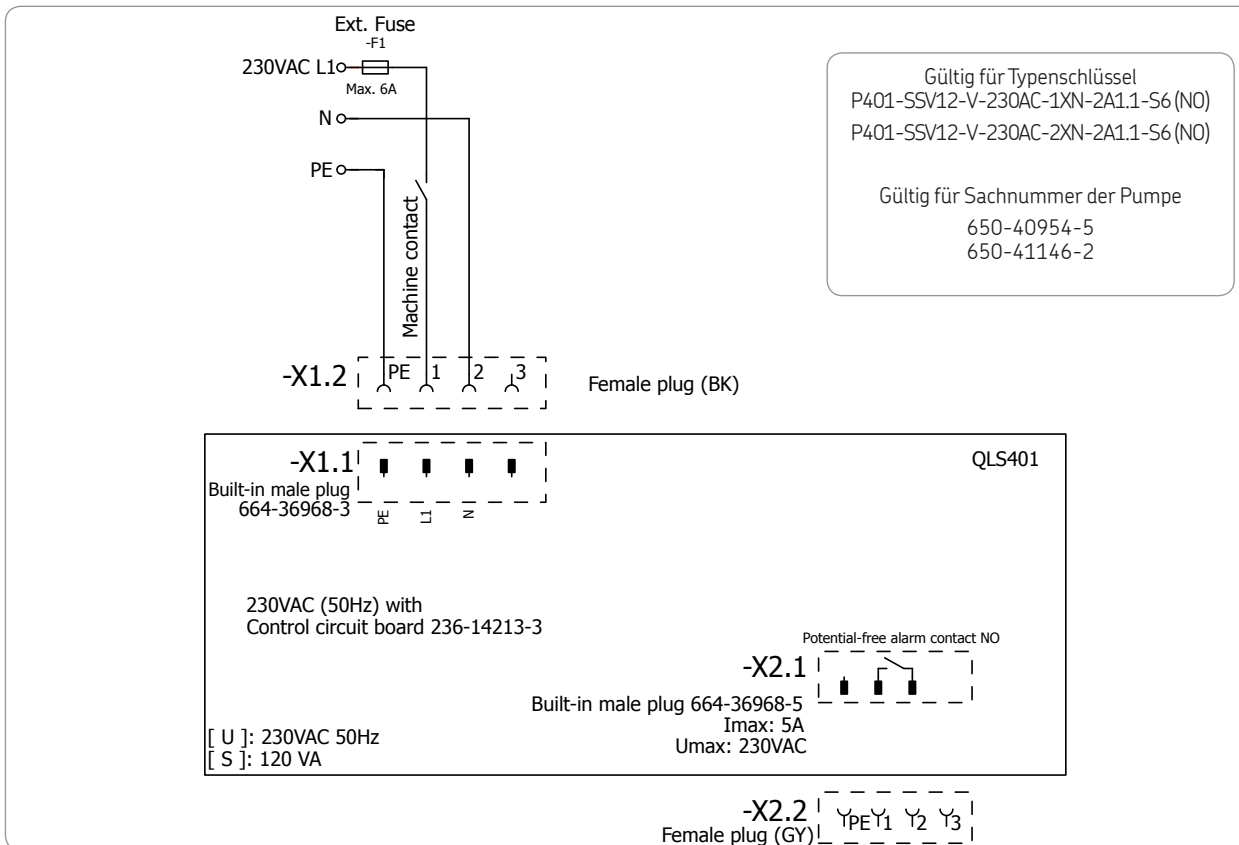 Ext. Fuse
-F1
230VAC L1
Max. 6A
N
PE
Machine contact
Gültig für Typenschlüssel
P401-SSV12-V-230AC-1XN-2A1.1-S6 (NO)
P401-SSV12-V-230AC-2XN-2A1.1-S6 (NO)
Gültig für Sachnummer der Pumpe
650-40954-5
650-41146-2
-X1.2
PE 1 2 3
Female plug (BK)
-X1.1
Built-in male plug
664-36968-3
PE L1 N
QLS401
230VAC (50Hz) with
Control circuit board 236-14213-3
Potential-free alarm contact NO
-X2.1
Built-in male plug 664-36968-5
Imax: 5A
Umax: 230VAC
[ U ]: 230VAC 50Hz
[ S ]: 120 VA
-X2.2
PE 1 2 3
Female plug (GY)